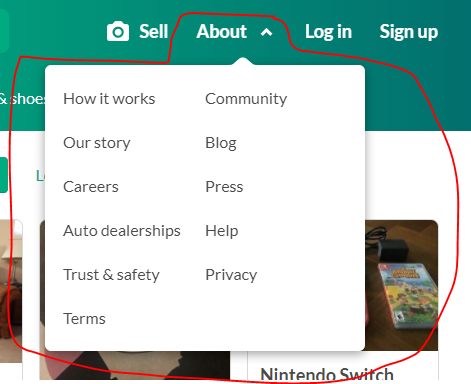 Sell About Log in Sign up
& shoes
How it works Community
Our story Blog
Careers Press
Auto dealerships Help
Trust & safety Privacy
Terms
Nintendo Switch